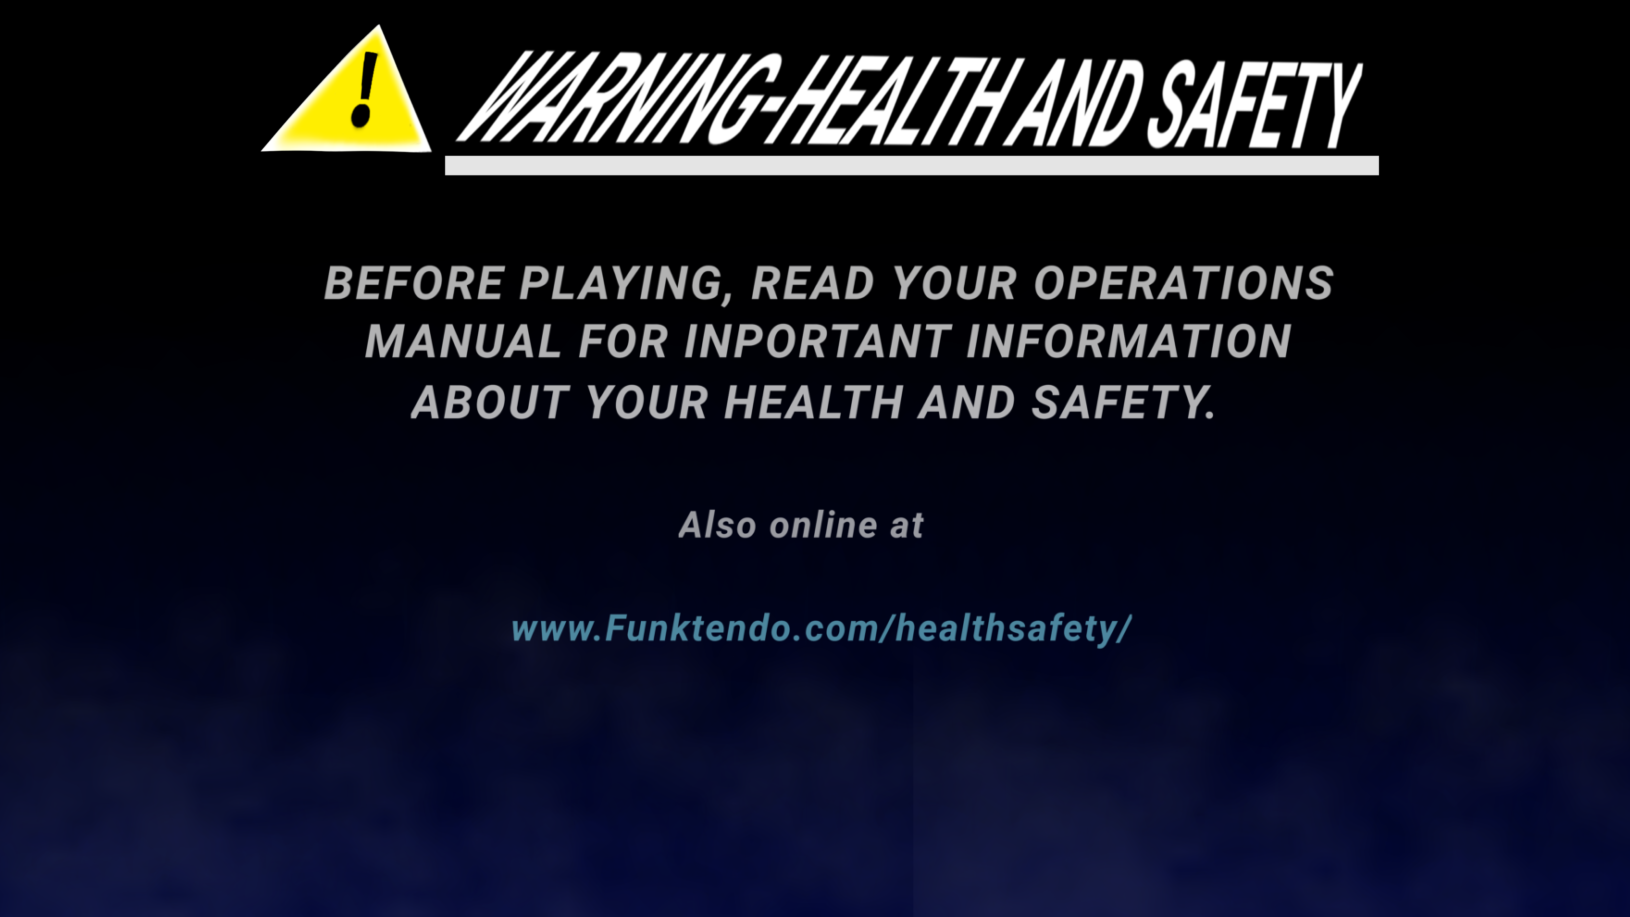 !
WARNING-HEALTH AND SAFETY
BEFORE PLAYING, READ YOUR OPERATIONS
MANUAL FOR INPORTANT INFORMATION
ABOUT YOUR HEALTH AND SAFETY.
Also online at
www.Funktendo.com/healthsafety/